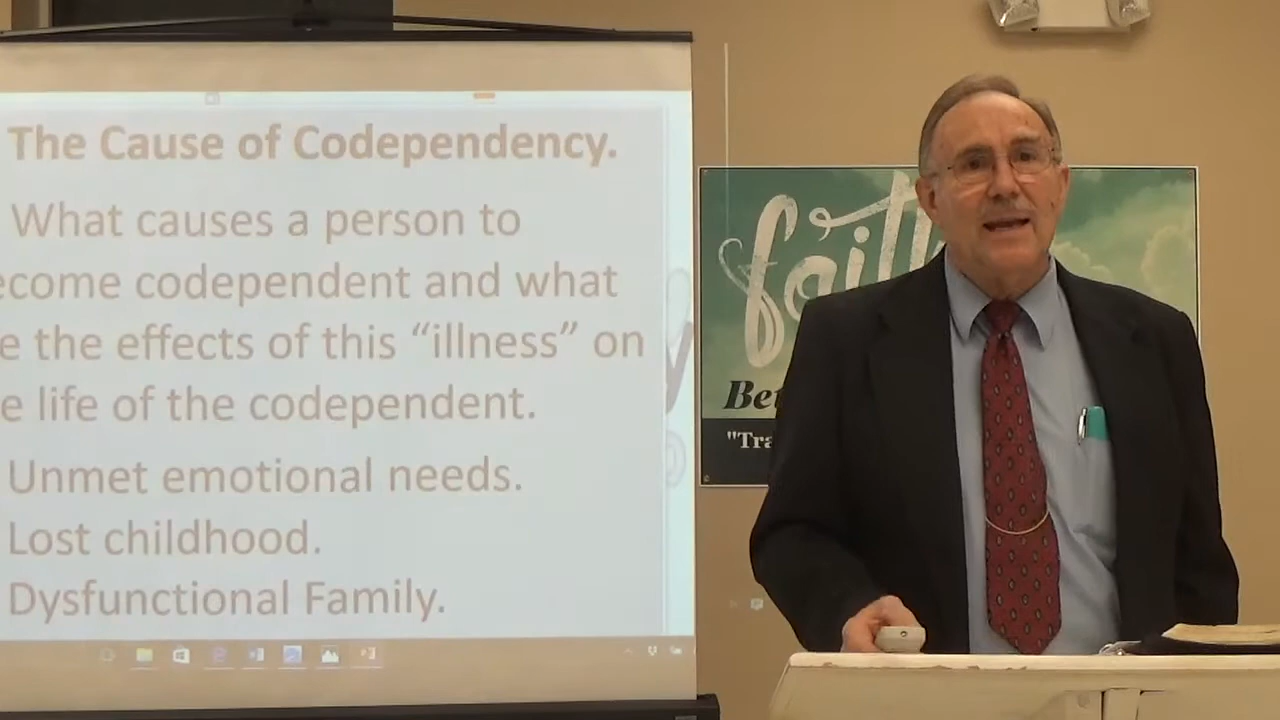 The Cause of Codependency.
What causes a person to
ecome codependent and what
e the effects of this “illness” on
e life of the codependent.
Unmet emotional needs.
Lost childhood.
Dysfunctional Family.
faith
Bet
"Tra